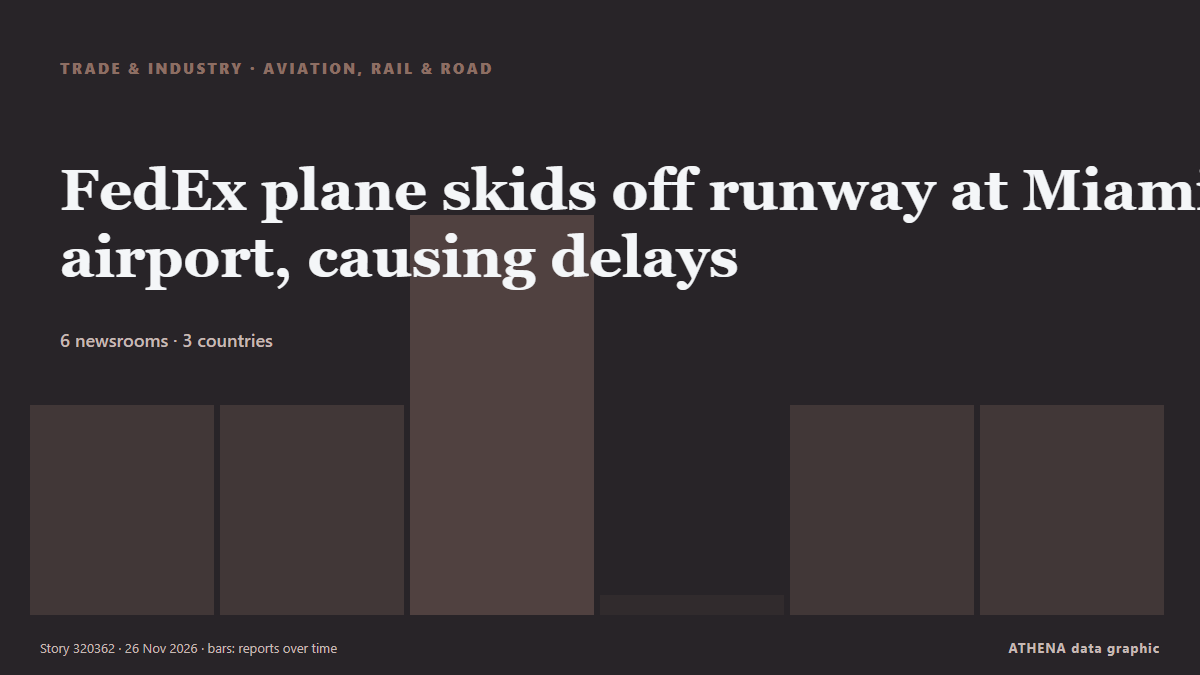 TRADE & INDUSTRY · AVIATION, RAIL & ROAD
FedEx plane skids off runway at Miami
airport, causing delays
6 newsrooms · 3 countries
Story 320362 · 26 Nov 2026 · bars: reports over time
ATHENA data graphic